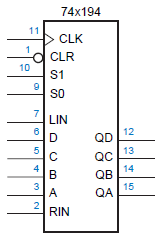 74x194
11 CLK
1 CLR
10 S1
9 S0
7 LIN
6 D QD 12
5 C QC 13
4 B QB 14
3 A QA 15
2 RIN